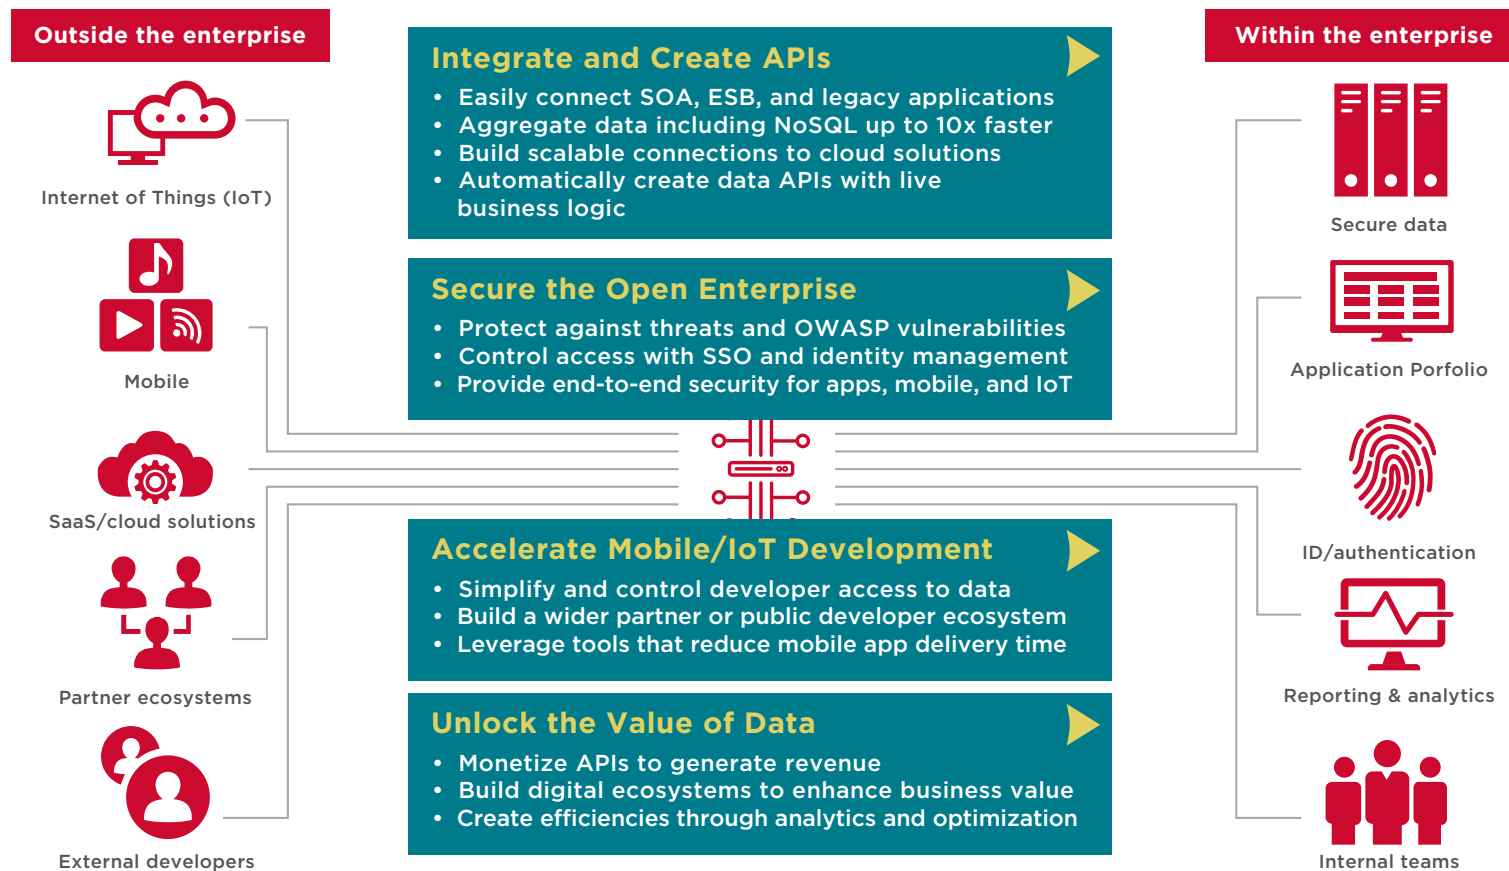 Outside the enterprise
Internet of Things (IoT)
Mobile
SaaS/cloud solutions
Partner ecosystems
External developers
Integrate and Create APIs
• Easily connect SOA, ESB, and legacy applications
• Aggregate data including NoSQL up to 10x faster
• Build scalable connections to cloud solutions
• Automatically create data APIs with live
business logic
Secure the Open Enterprise
• Protect against threats and OWASP vulnerabilities
• Control access with SSO and identity management
• Provide end-to-end security for apps, mobile, and IoT
Accelerate Mobile/IoT Development
• Simplify and control developer access to data
• Build a wider partner or public developer ecosystem
• Leverage tools that reduce mobile app delivery time
Unlock the Value of Data
• Monetize APIs to generate revenue
• Build digital ecosystems to enhance business value
• Create efficiencies through analytics and optimization
Within the enterprise
Secure data
Application Porfolio
ID/authentication
Reporting & analytics
Internal teams